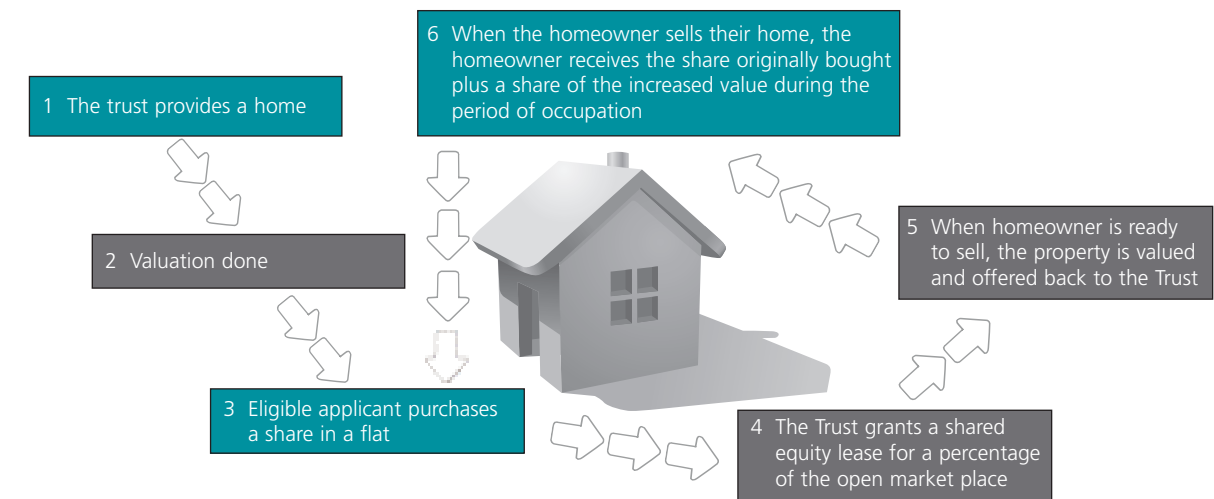 1 The trust provides a home
2 Valuation done
3 Eligible applicant purchases
a share in a flat
4 The Trust grants a shared
equity lease for a percentage
of the open market place
5 When homeowner is ready
to sell, the property is valued
and offered back to the Trust
6 When the homeowner sells their home, the
homeowner receives the share originally bought
plus a share of the increased value during the
period of occupation